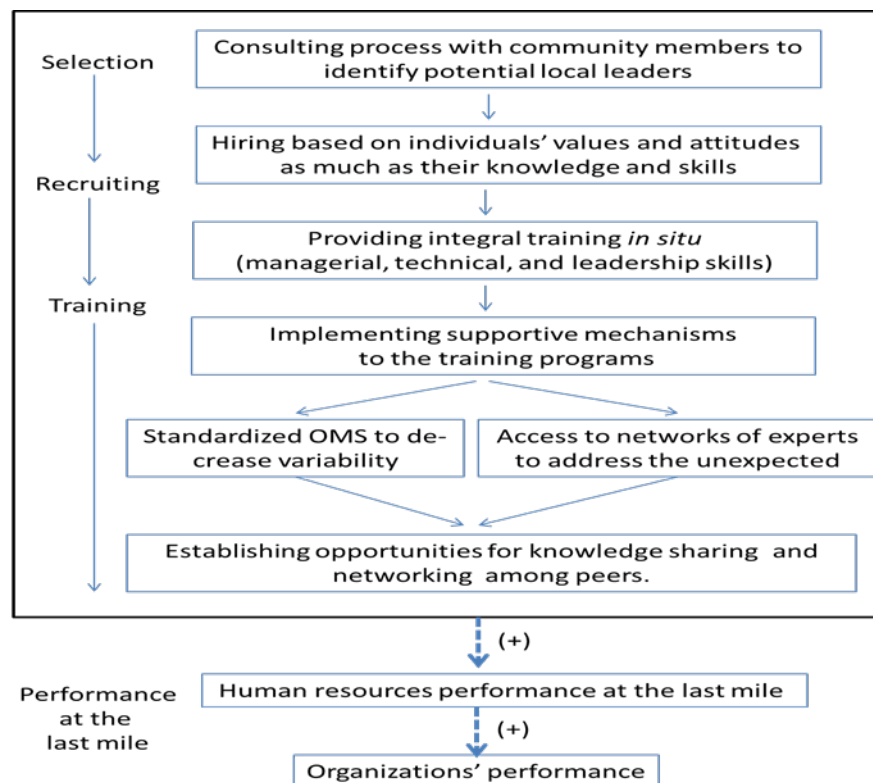 Selection
Consulting process with community members to
identify potential local leaders
Hiring based on individuals’ values and attitudes
as much as their knowledge and skills
Recruiting
Providing integral training in situ
(managerial, technical, and leadership skills)
Training
Implementing supportive mechanisms
to the training programs
Standardized OMS to de-
crease variability
Access to networks of experts
to address the unexpected
Establishing opportunities for knowledge sharing and
networking among peers.
(+)
Human resources performance at the last mile
Performance
at the
last mile
(+)
Organizations’ performance